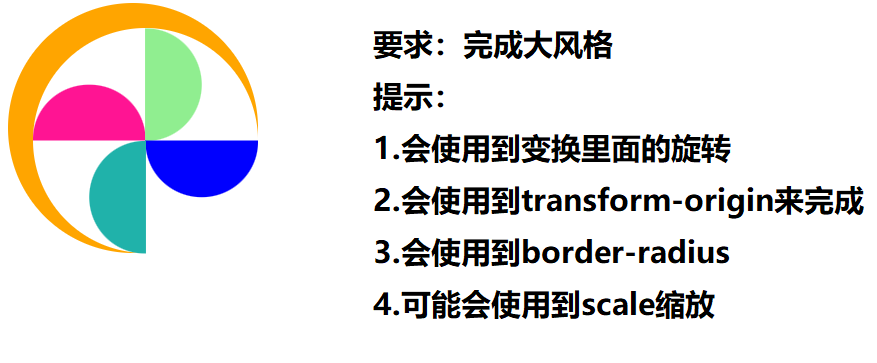 要求：完成大风格
提示：
1.会使用到变换里面的旋转
2.会使用到transform-origin来完成
3.会使用到border-radius
4.可能会使用到scale缩放